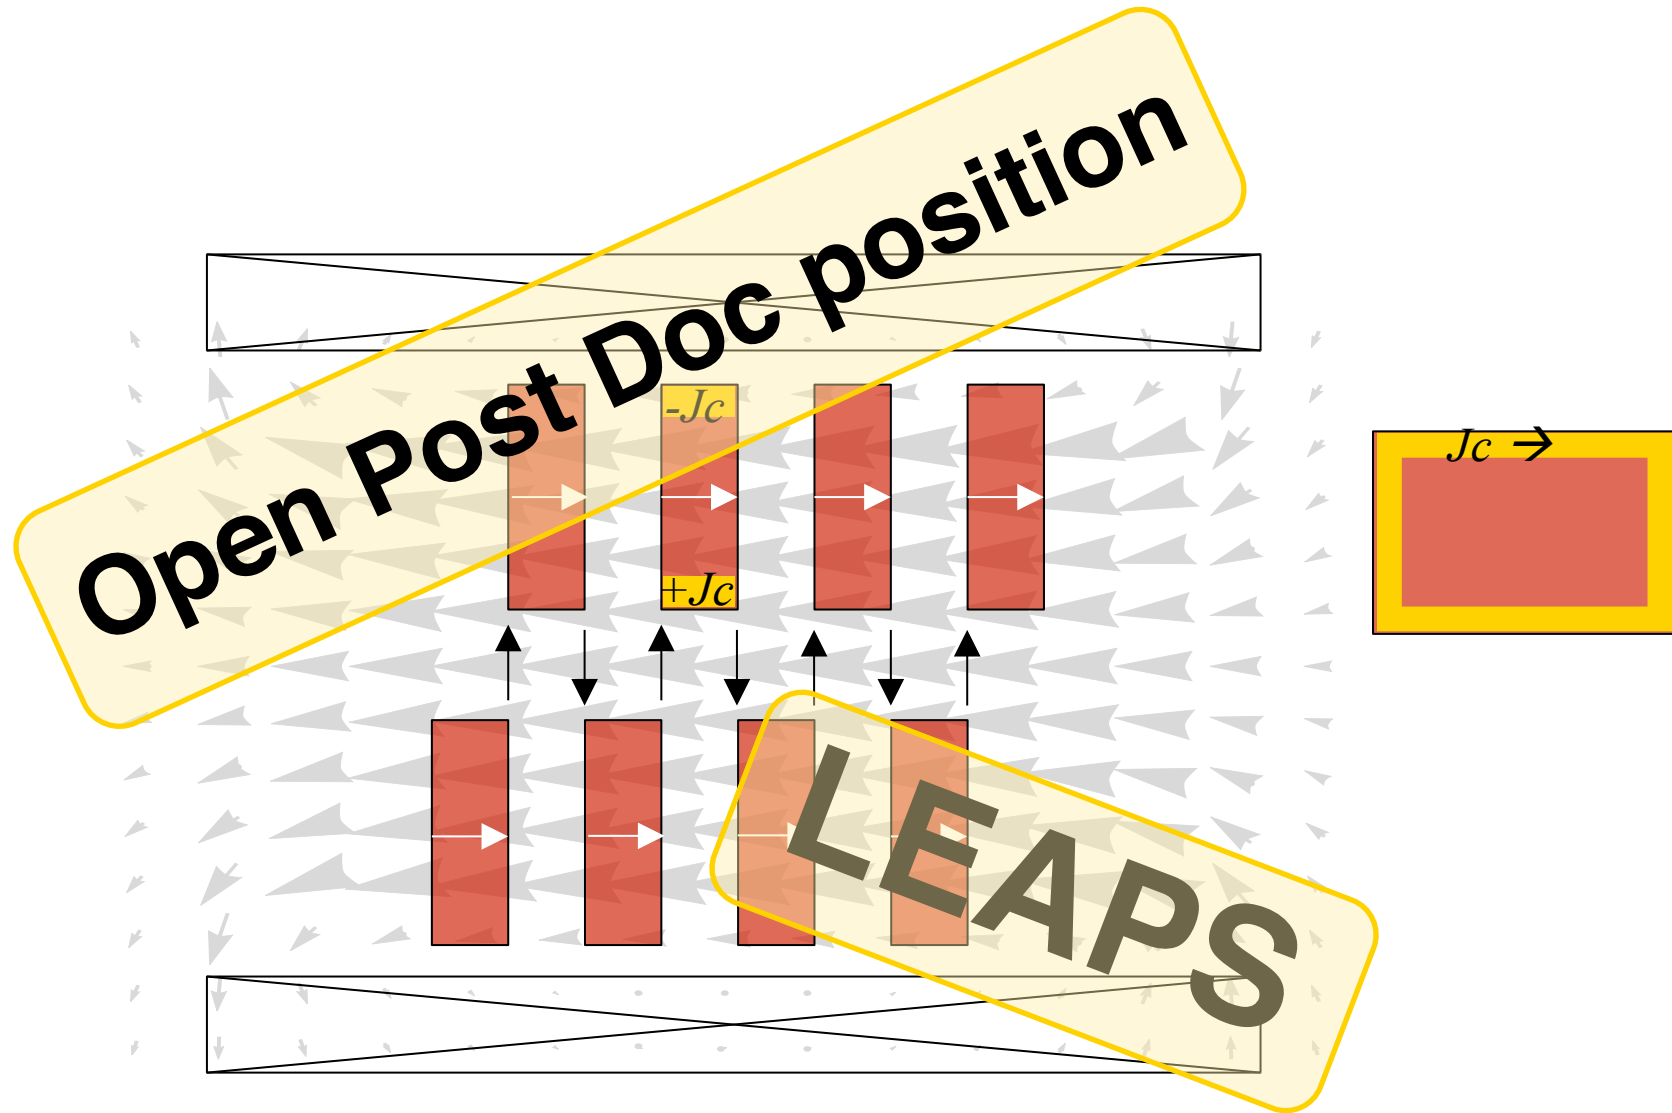 Open Post Doc position
-Jc
Jc →
+Jc
LEAPS